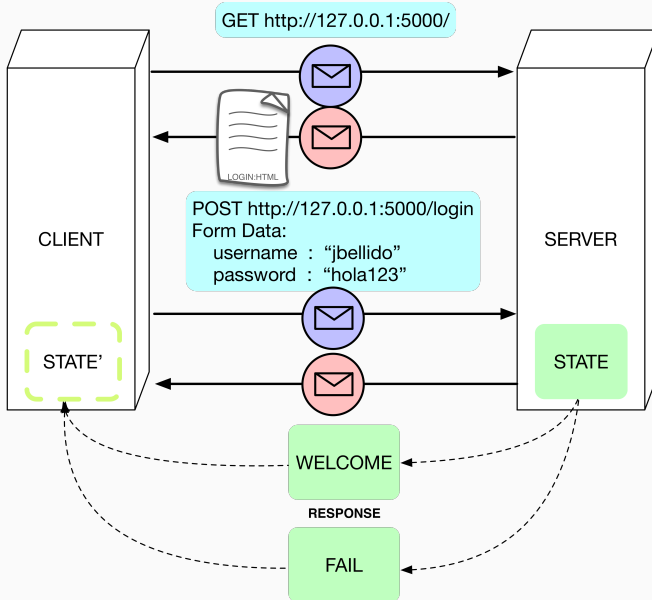 GET http://127.0.0.1:5000/
LOGIN:HTML
POST http://127.0.0.1:5000/login
Form Data:
username : “jbellido”
password : “hola123”
CLIENT
SERVER
STATE’
STATE
WELCOME
RESPONSE
FAIL